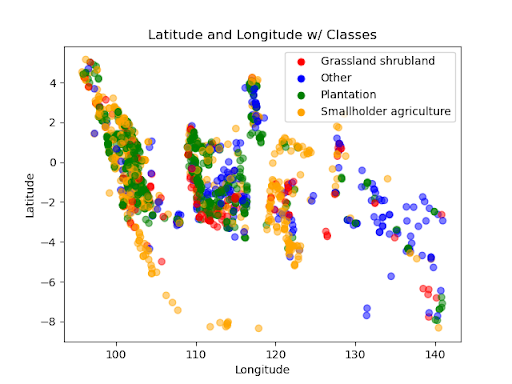 Latitude and Longitude w/ Classes
Grassland shrubland
Other
Plantation
Smallholder agriculture
4
2
0
−2
−4
−6
−8
Latitude
100
110
120
130
140
Longitude